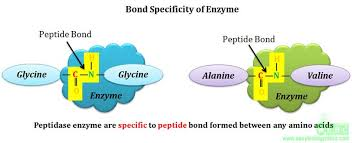 Bond Specificity of Enzyme
Peptide Bond
Peptide Bond
Glycine
H
C
N
O
Glycine
Enzyme
Alanine
H
C
N
O
Valine
Enzyme
Peptidase enzyme are specific to peptide bond formed between any amino acids